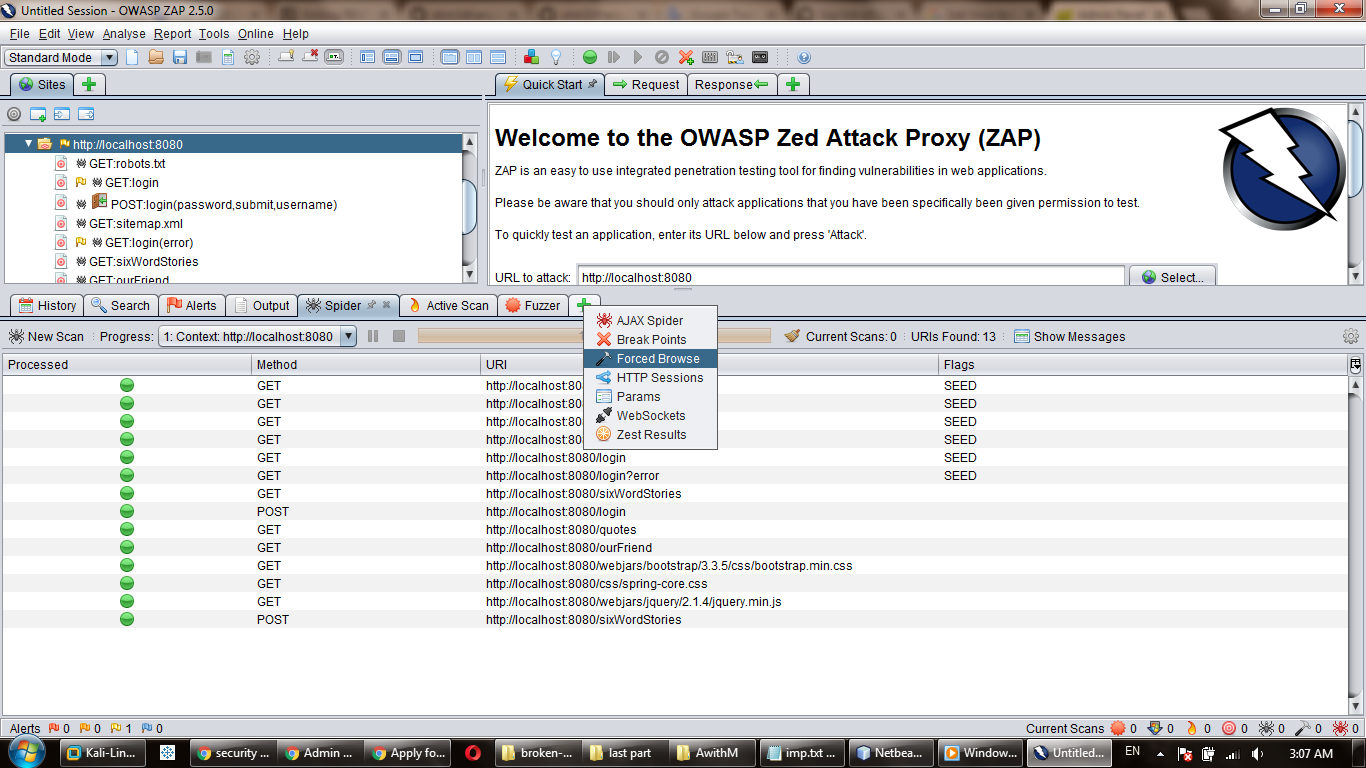 Untitled Session - OWASP ZAP 2.5.0
File Edit View Analyse Report Tools Online Help
Standard Mode
Sites
Quick Start Request Response
http://localhost:8080
GET:robots.txt
GET:login
POST:login(password,submit,username)
GET:sitemap.xml
GET:login(error)
GET:sixWordStories
GET:ourFriend
Welcome to the OWASP Zed Attack Proxy (ZAP)
ZAP is an easy to use integrated penetration testing tool for finding vulnerabilities in web applications.
Please be aware that you should only attack applications that you have been specifically been given permission to test.
To quickly test an application, enter its URL below and press 'Attack'.
URL to attack: http://localhost:8080 Select...
History Search Alerts Output Spider Active Scan Fuzzer
AJAX Spider
Break Points
Forced Browse
HTTP Sessions
Params
WebSockets
Zest Results
New Scan Progress: 1: Context: http://localhost:8080 Current Scans: 0 URIs Found: 13 Show Messages
Processed Method URI Flags
GET http://localhost:80 SEED
GET http://localhost:80 SEED
GET http://localhost:80 SEED
GET http://localhost:80 SEED
GET http://localhost:8080/login SEED
GET http://localhost:8080/login?error SEED
GET http://localhost:8080/sixWordStories
POST http://localhost:8080/login
GET http://localhost:8080/quotes
GET http://localhost:8080/ourFriend
GET http://localhost:8080/webjars/bootstrap/3.3.5/css/bootstrap.min.css
GET http://localhost:8080/css/spring-core.css
GET http://localhost:8080/webjars/jquery/2.1.4/jquery.min.js
POST http://localhost:8080/sixWordStories
Alerts 0 0 1 0 Current Scans 0 0 0 0 0 0 0
Kali-Lin... security ... Admin ... Apply fo... broken-... last part AwithM imp.txt ... Netbea... Window... Untitled... EN 3:07 AM